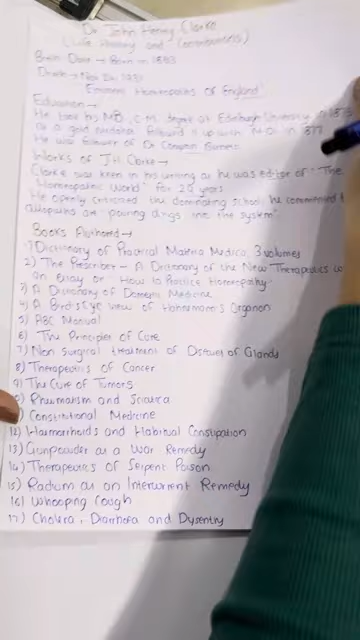 Dr John Henry Clarke
(Life History and Contributions)
Birth Date → Born in 1853
Death → Nov 24, 1931
Eminent Homeopaths of England
Education →
He took his MD, C.M. degree at Edinburgh University in 1875
as a gold medalist followed it up with M.D. in 1877
He was follower of Dr Compton Burnett
Works of JH Clarke →
Clarke was keen in his writing as he was editor of "The
Homeopathic World" for 29 years
He openly criticized the dominating school; he commented
allopaths are "pouring drugs into the system"
Books Authored →
1) Dictionary of Practical Materia Medica, 3 volumes
2) The Prescriber - A Dictionary of the New Therapeutics
an Essay on How to Practice Homeopathy
3) A Dictionary of Domestic Medicine
4) A Bird's Eye view of Hahnemann's Organon
5) ABC Manual
6) The Principles of Cure
7) Non Surgical treatment of Disease of Glands
8) Therapeutics of Cancer
9) The Cure of Tumors
Rheumatism and Sciatica
) Constitutional Medicine
12) Haemorrhoids and Habitual Constipation
13) Gunpowder as a War Remedy
14) Therapeutics of Serpent Poison
15) Radium as an Intercurrent Remedy
16) Whooping Cough
17) Cholera, Diarrhoea and Dysentry